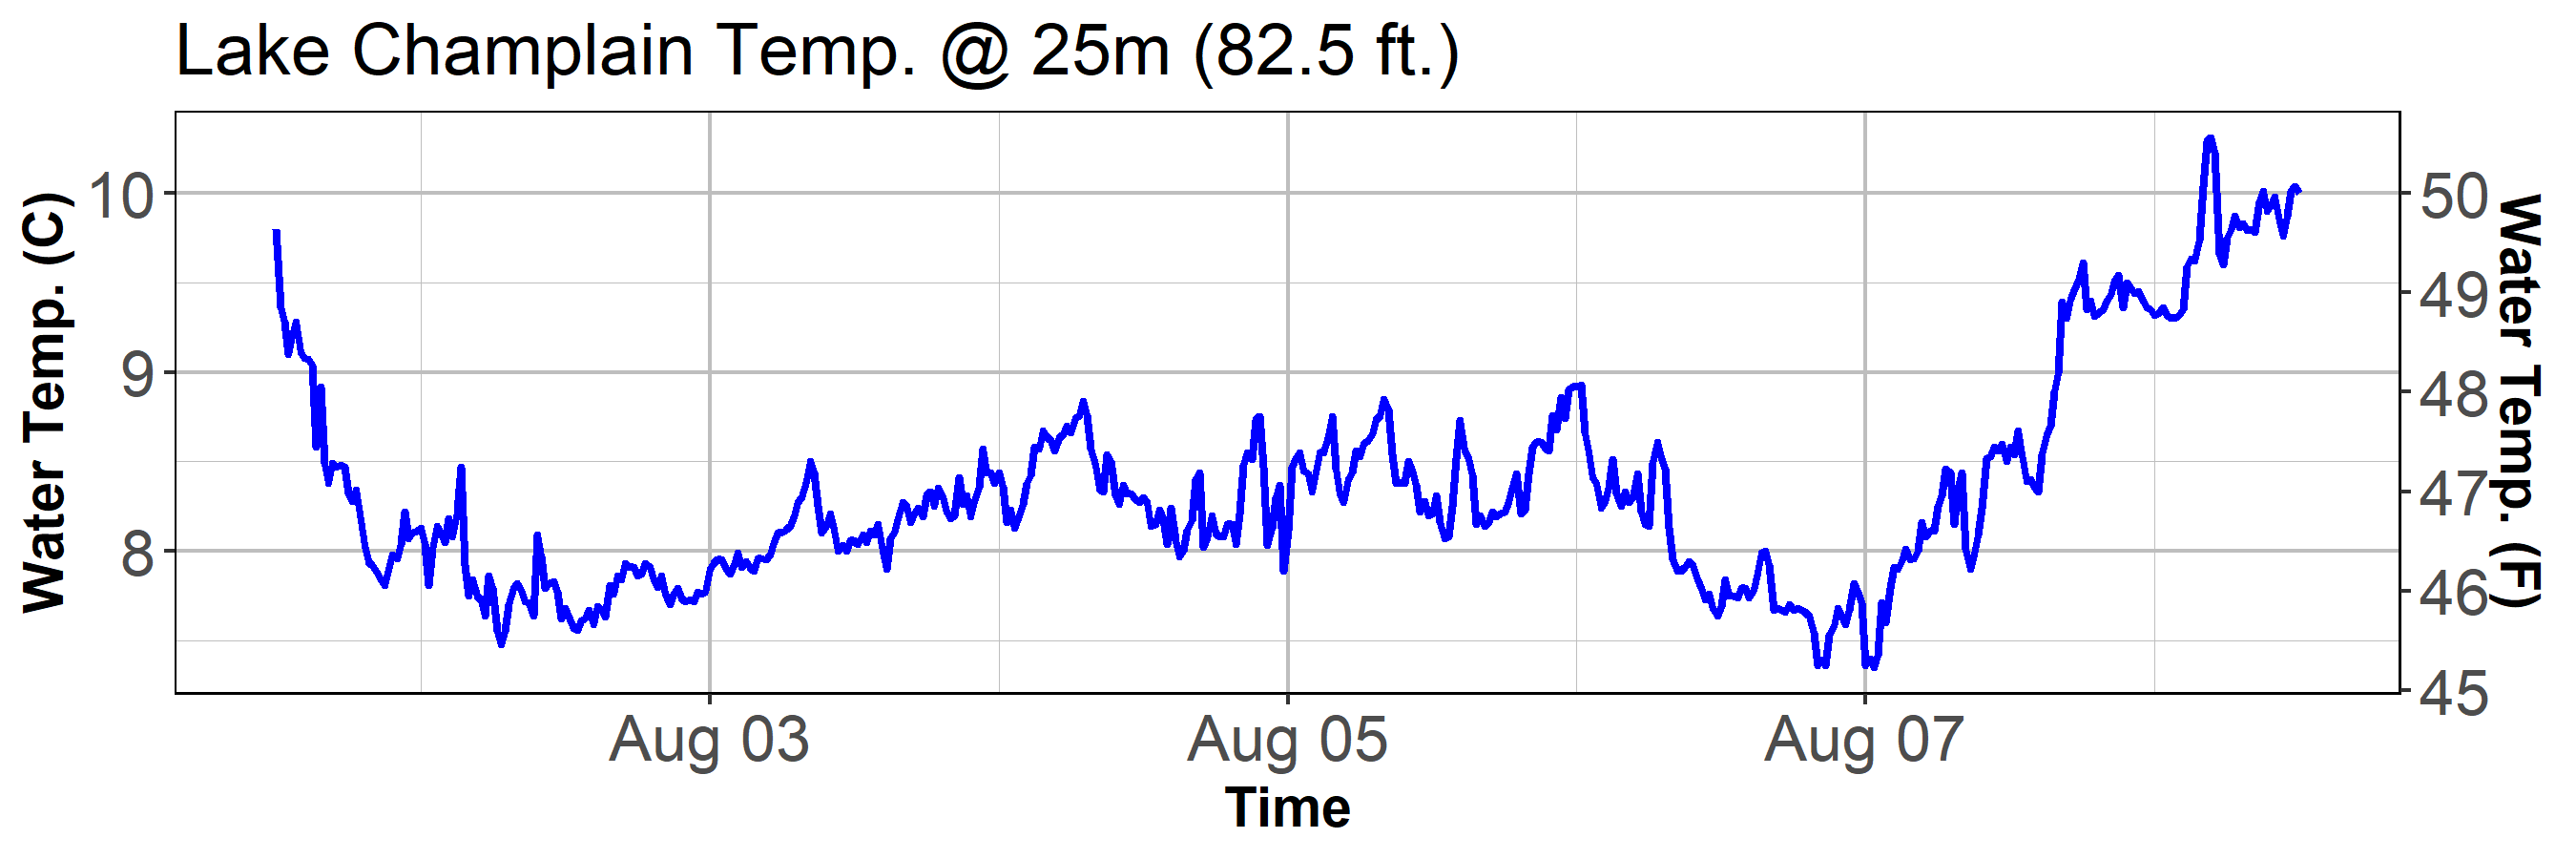 Lake Champlain Temp. @ 25m (82.5 ft.)
Water Temp. (C)
10
9
8
50
49
48
47
46
45
Water Temp. (F)
Aug 03 Aug 05 Aug 07
Time